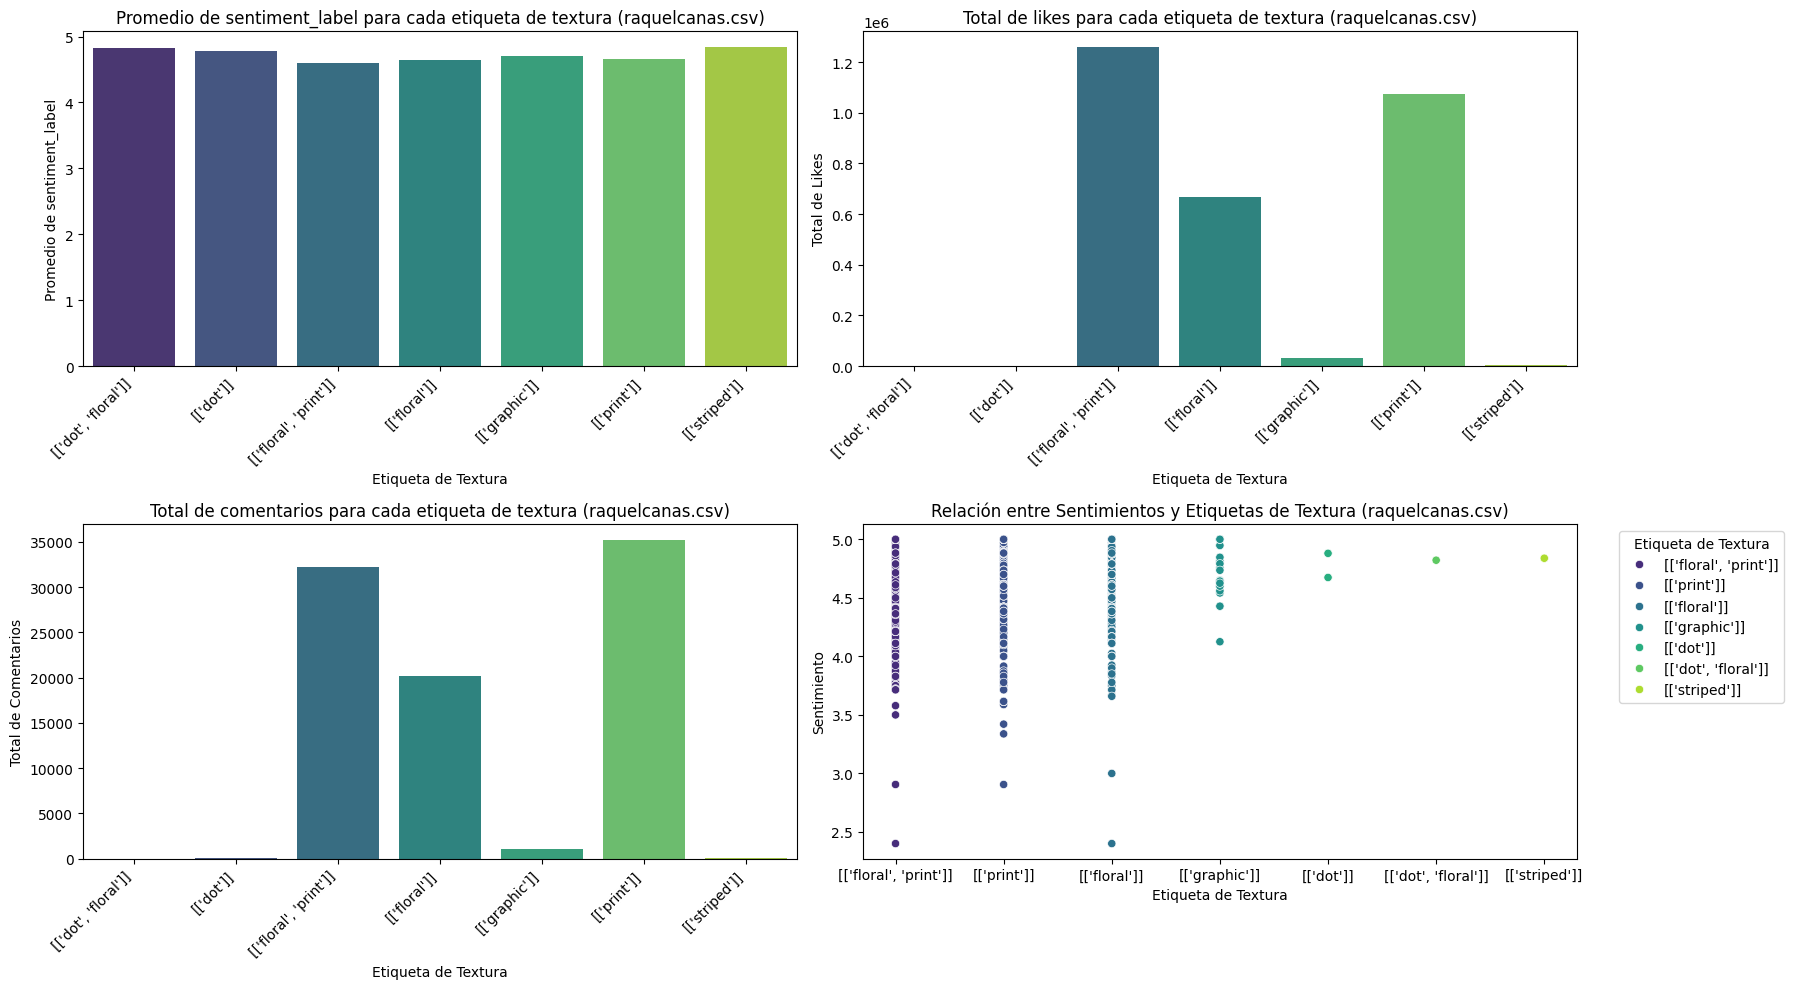 Promedio de sentiment_label para cada etiqueta de textura (raquelcanas.csv)
Promedio de sentiment_label
5
4
3
2
1
0
[['dot', 'floral']]
[['dot']]
[['floral', 'print']]
[['floral']]
[['graphic']]
[['print']]
[['striped']]
Etiqueta de Textura
Total de likes para cada etiqueta de textura (raquelcanas.csv)
1e6
Total de Likes
1.2
1.0
0.8
0.6
0.4
0.2
0.0
[['dot', 'floral']]
[['dot']]
[['floral', 'print']]
[['floral']]
[['graphic']]
[['print']]
[['striped']]
Etiqueta de Textura
Total de comentarios para cada etiqueta de textura (raquelcanas.csv)
Total de Comentarios
35000
30000
25000
20000
15000
10000
5000
0
[['dot', 'floral']]
[['dot']]
[['floral', 'print']]
[['floral']]
[['graphic']]
[['print']]
[['striped']]
Etiqueta de Textura
Relación entre Sentimientos y Etiquetas de Textura (raquelcanas.csv)
Sentimiento
5.0
4.5
4.0
3.5
3.0
2.5
[['floral', 'print']]
[['print']]
[['floral']]
[['graphic']]
[['dot']]
[['dot', 'floral']]
[['striped']]
Etiqueta de Textura
Etiqueta de Textura
[['floral', 'print']]
[['print']]
[['floral']]
[['graphic']]
[['dot']]
[['dot', 'floral']]
[['striped']]